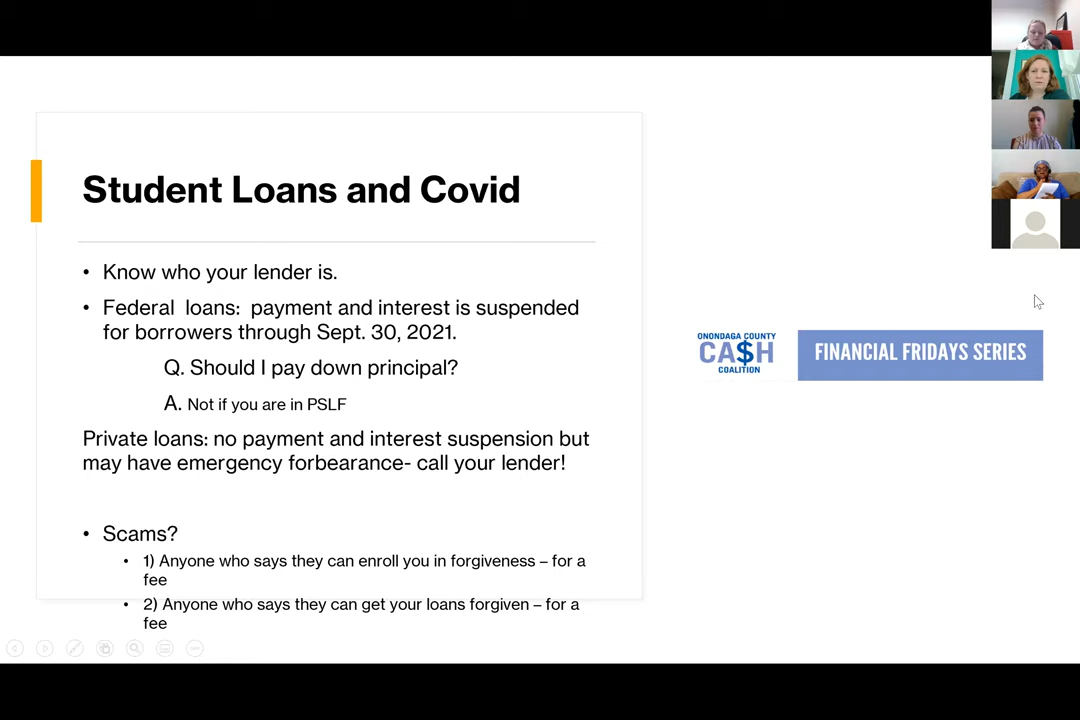 Student Loans and Covid
• Know who your lender is.
• Federal loans: payment and interest is suspended
for borrowers through Sept. 30, 2021.
Q. Should I pay down principal?
A. Not if you are in PSLF
Private loans: no payment and interest suspension but
may have emergency forbearance- call your lender!
• Scams?
• 1) Anyone who says they can enroll you in forgiveness – for a
fee
• 2) Anyone who says they can get your loans forgiven – for a
fee
ONONDAGA COUNTY
CA$H
COALITION
FINANCIAL FRIDAYS SERIES